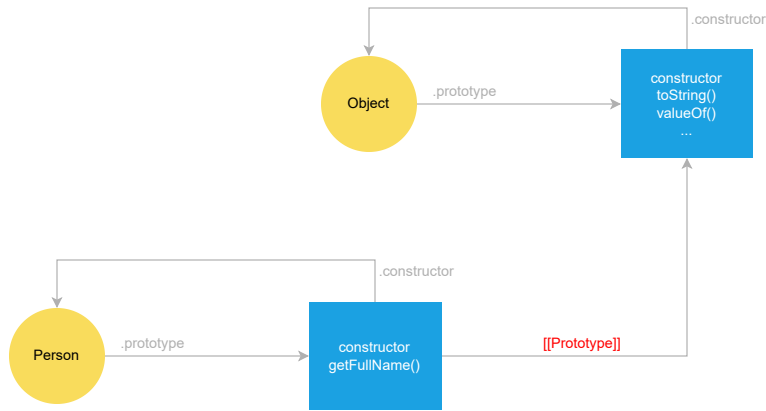 .constructor
Object
.prototype
constructor
toString()
valueOf()
...
.constructor
Person
.prototype
constructor
getFullName()
[[Prototype]]